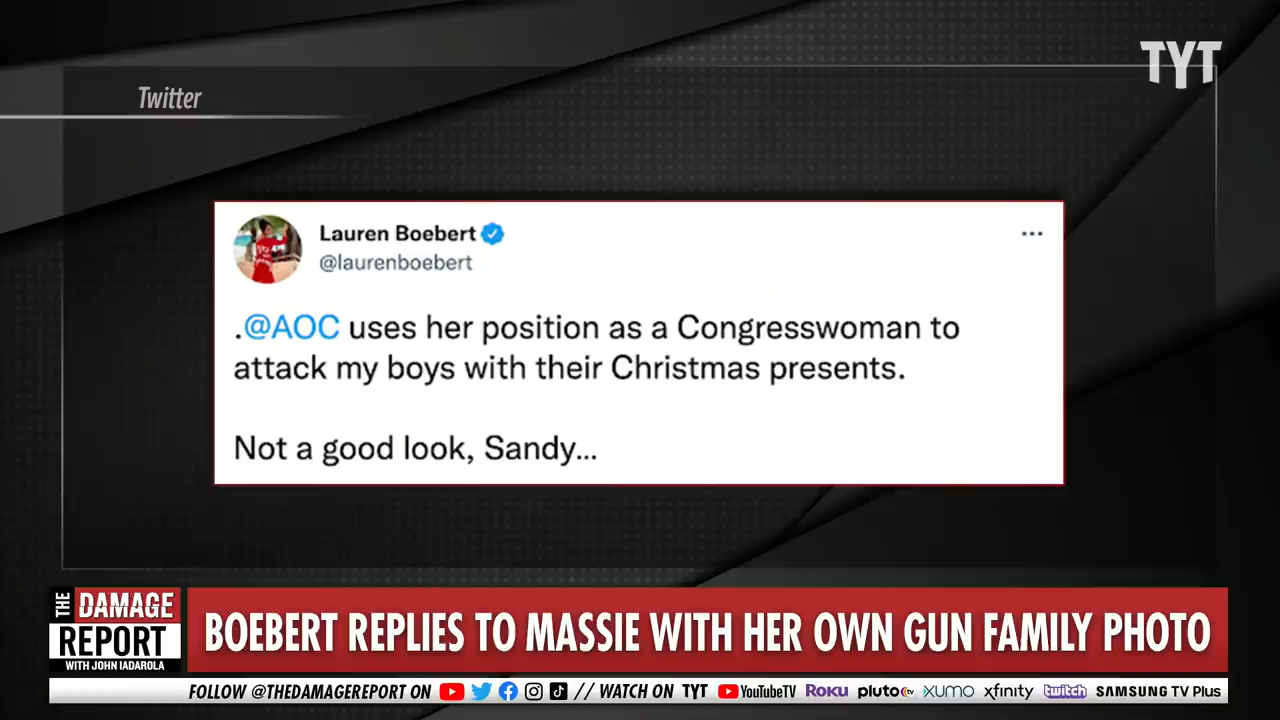 TYT
Twitter
Lauren Boebert
@laurenboebert
.@AOC uses her position as a Congresswoman to
attack my boys with their Christmas presents.
Not a good look, Sandy...
THE DAMAGE REPORT
WITH JOHN IADAROLA
BOEBERT REPLIES TO MASSIE WITH HER OWN GUN FAMILY PHOTO
FOLLOW @THEDAMAGEREPORT ON // WATCH ON TYT YouTubeTV ROKU pluto tv XUMO xfinity twitch SAMSUNG TV Plus